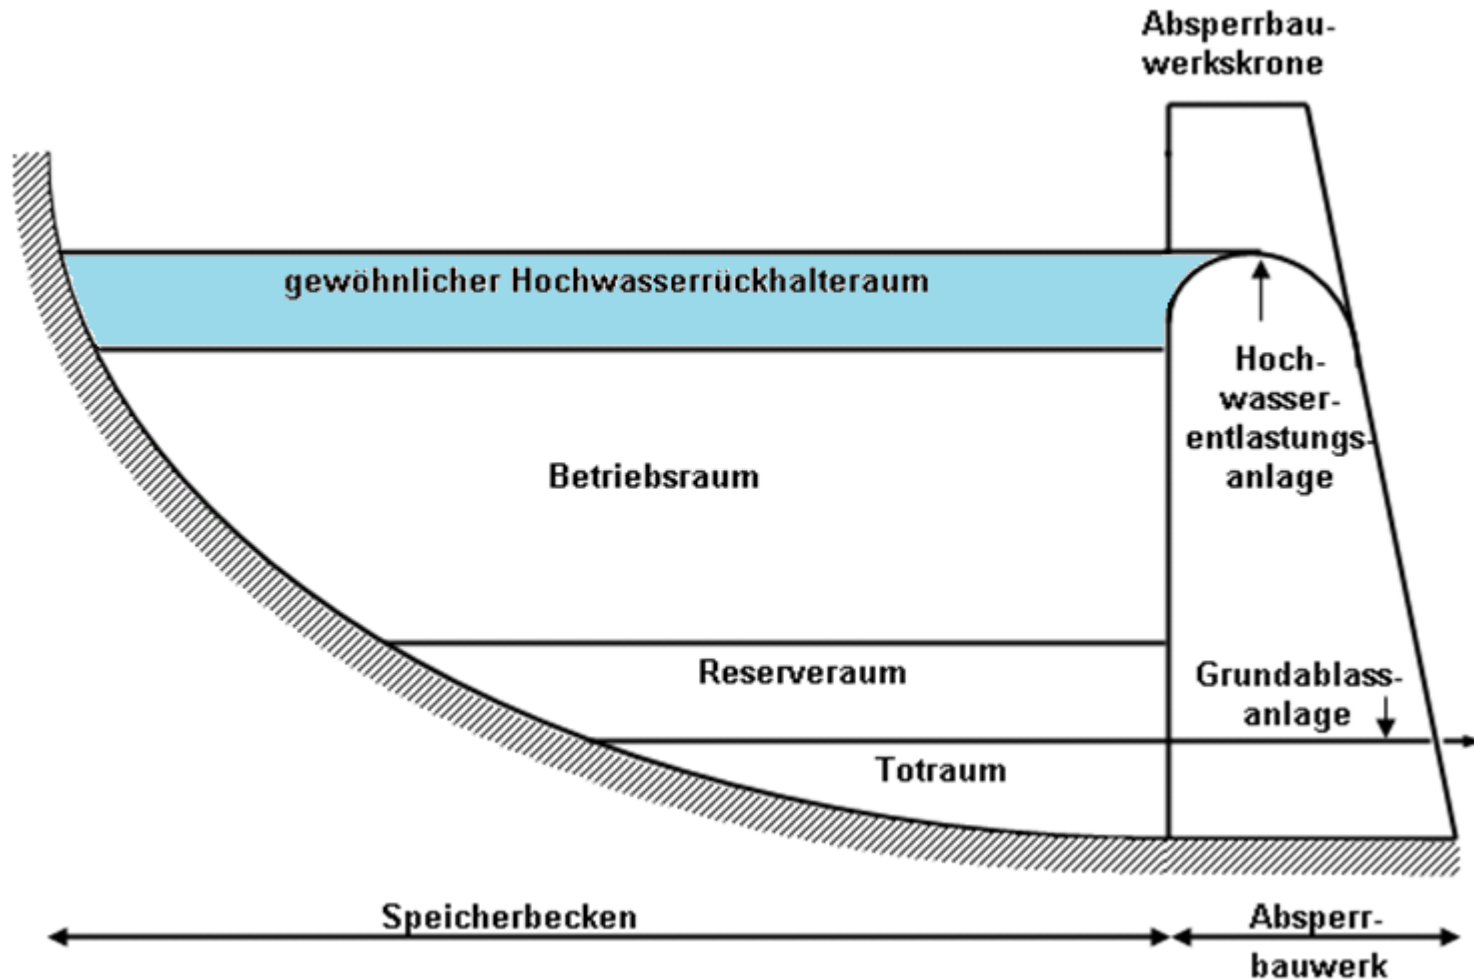 Absperrbau-
werkskrone
gewöhnlicher Hochwasserrückhalteraum
Hoch-
wasser-
entlastungs-
anlage
Betriebsraum
Reserveraum
Grundablass-
anlage
Totraum
Speicherbecken
Absperr-
bauwerk